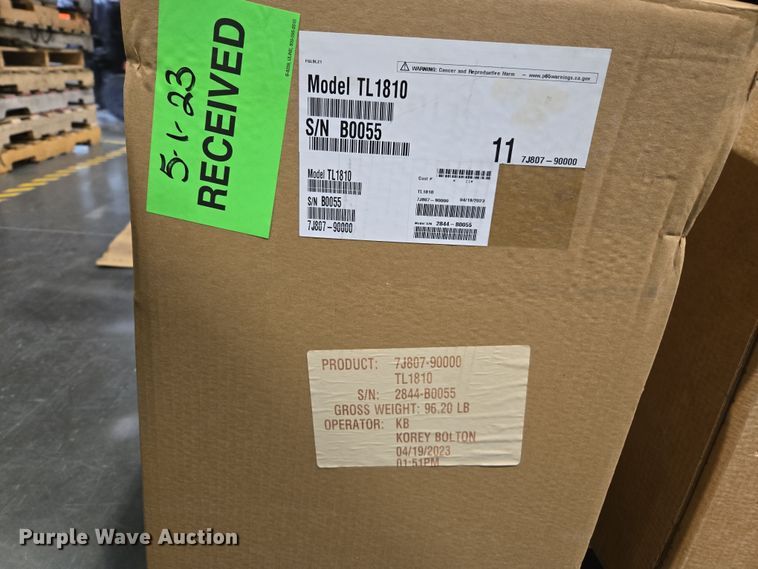 5-1-23
RECEIVED
WARNING: Cancer and Reproductive Harm - www.p65warnings.ca.gov
Model TL1810
S/N B0055
11 7J807-90000
Model TL1810
S/N B0055
7J807-90000
Cust #
TL1810
7J807-90000 04/19/2023
2844-B0055
PRODUCT: 7J807-90000
TL1810
S/N: 2844-B0055
GROSS WEIGHT: 96.20 LB
OPERATOR: KB
KOREY BOLTON
04/19/2023
01:51PM
Purple Wave Auction